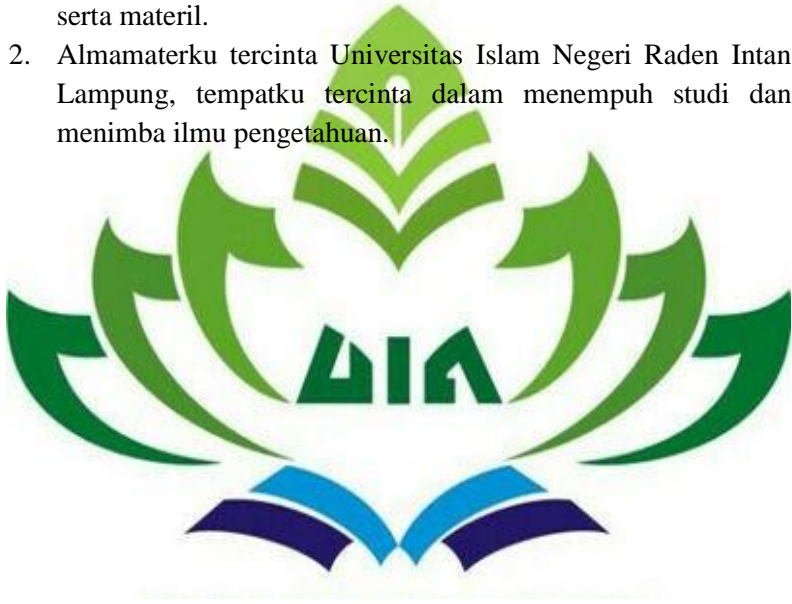 serta materil.
2. Almamaterku tercinta Universitas Islam Negeri Raden Intan
Lampung, tempatku tercinta dalam menempuh studi dan
menimba ilmu pengetahuan.
UIN